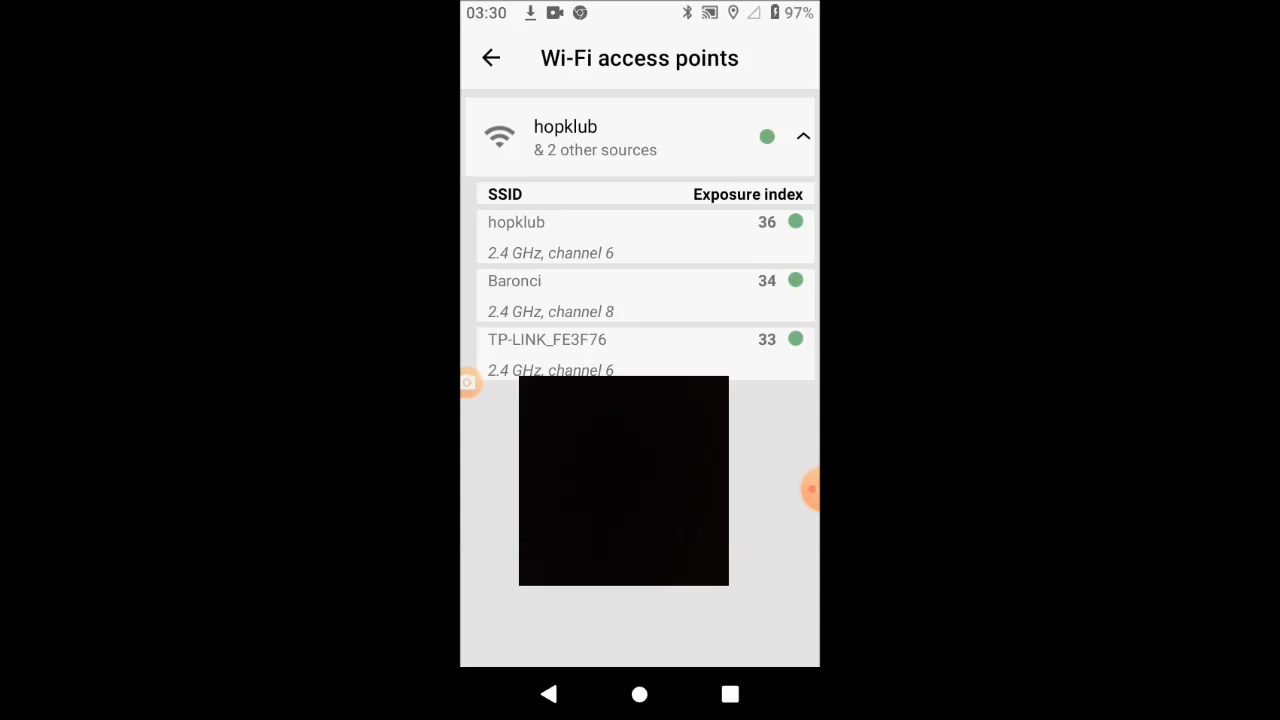 03:30 97%
Wi-Fi access points
hopklub
& 2 other sources
SSID Exposure index
hopklub 36
2.4 GHz, channel 6
Baronci 34
2.4 GHz, channel 8
TP-LINK_FE3F76 33
2.4 GHz, channel 6